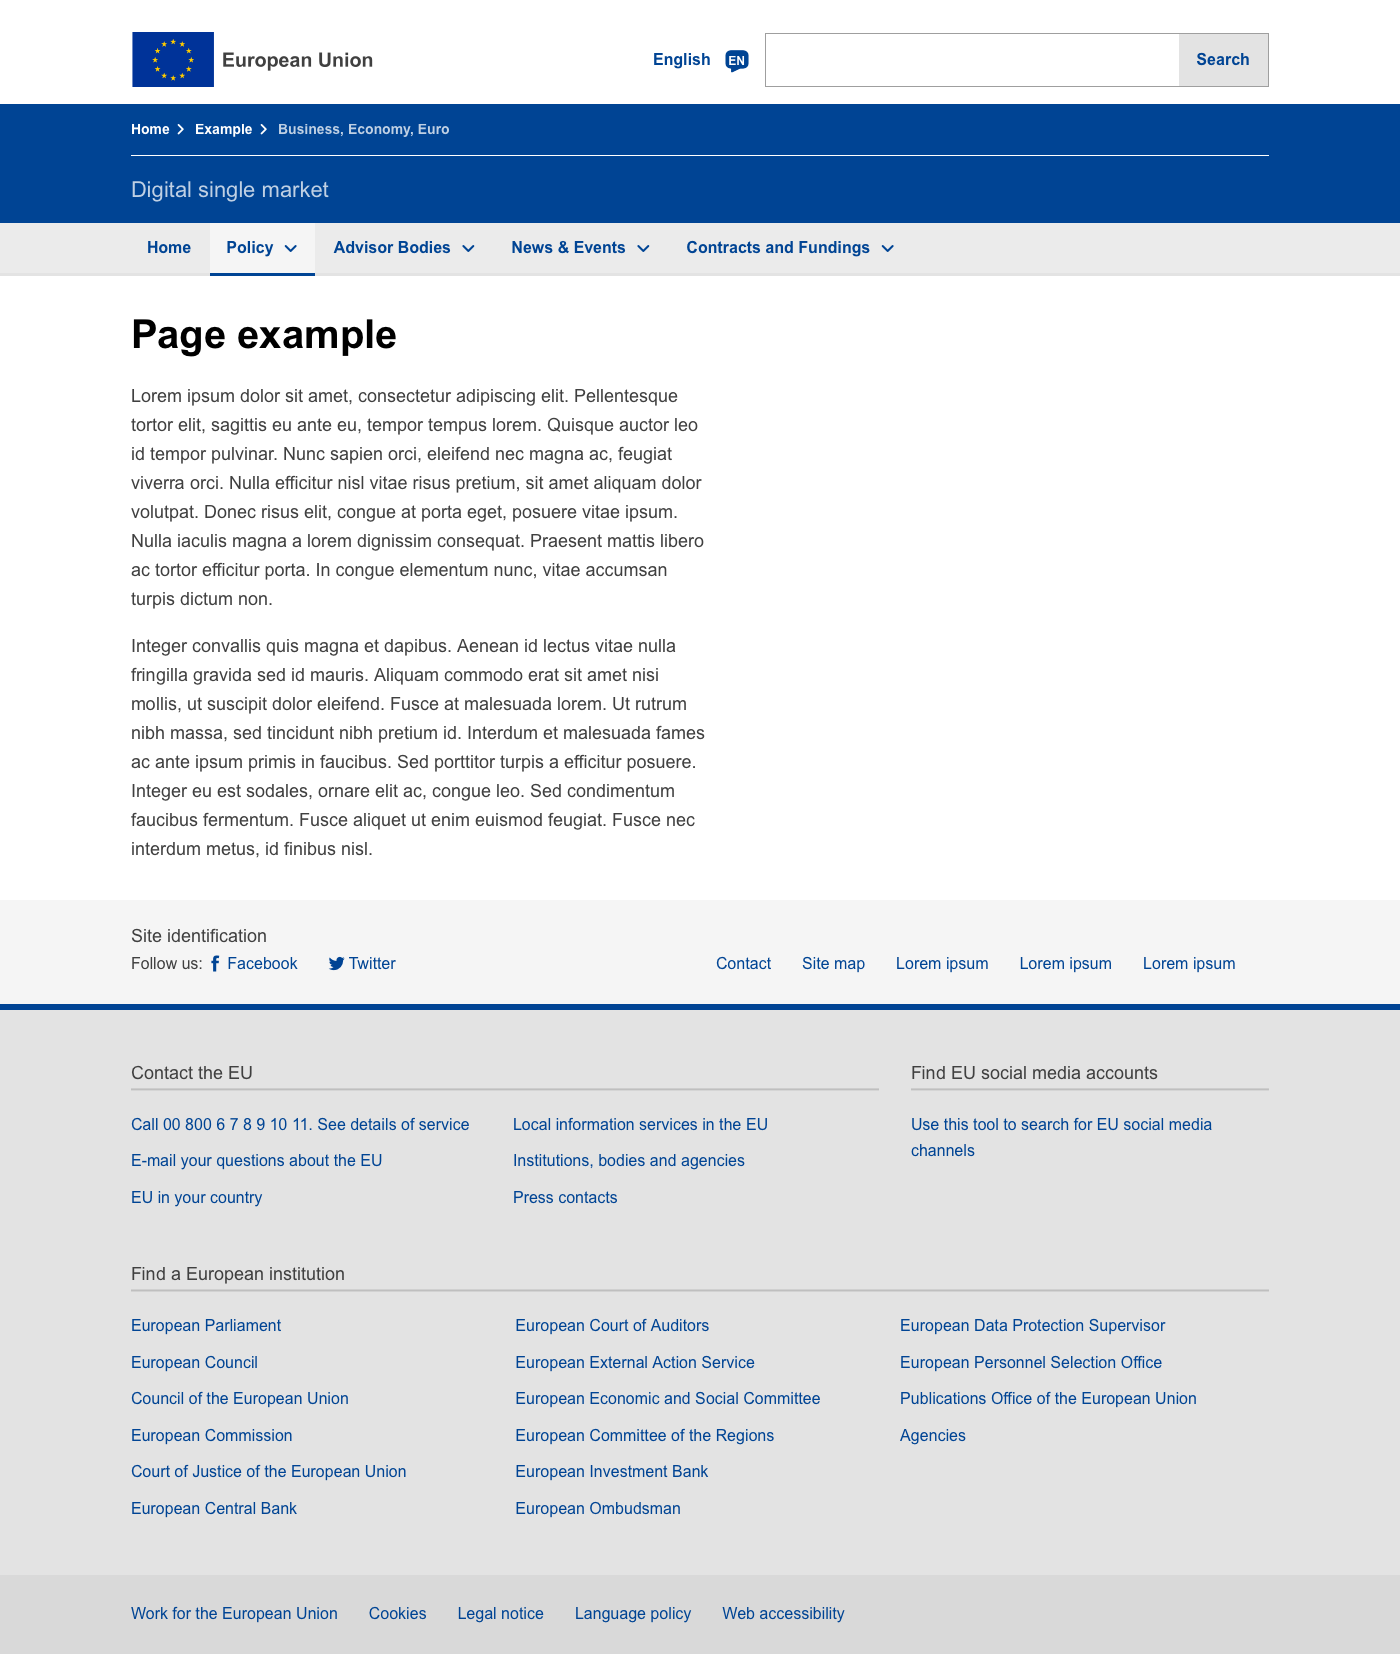 European Union
English EN
Search
Home Example Business, Economy, Euro
Digital single market
Home Policy Advisor Bodies News & Events Contracts and Fundings
Page example
Lorem ipsum dolor sit amet, consectetur adipiscing elit. Pellentesque
tortor elit, sagittis eu ante eu, tempor tempus lorem. Quisque auctor leo
id tempor pulvinar. Nunc sapien orci, eleifend nec magna ac, feugiat
viverra orci. Nulla efficitur nisl vitae risus pretium, sit amet aliquam dolor
volutpat. Donec risus elit, congue at porta eget, posuere vitae ipsum.
Nulla iaculis magna a lorem dignissim consequat. Praesent mattis libero
ac tortor efficitur porta. In congue elementum nunc, vitae accumsan
turpis dictum non.
Integer convallis quis magna et dapibus. Aenean id lectus vitae nulla
fringilla gravida sed id mauris. Aliquam commodo erat sit amet nisi
mollis, ut suscipit dolor eleifend. Fusce at malesuada lorem. Ut rutrum
nibh massa, sed tincidunt nibh pretium id. Interdum et malesuada fames
ac ante ipsum primis in faucibus. Sed porttitor turpis a efficitur posuere.
Integer eu est sodales, ornare elit ac, congue leo. Sed condimentum
faucibus fermentum. Fusce aliquet ut enim euismod feugiat. Fusce nec
interdum metus, id finibus nisl.
Site identification
Follow us: Facebook Twitter
Contact Site map Lorem ipsum Lorem ipsum Lorem ipsum
Contact the EU
Call 00 800 6 7 8 9 10 11. See details of service
E-mail your questions about the EU
EU in your country
Local information services in the EU
Institutions, bodies and agencies
Press contacts
Find EU social media accounts
Use this tool to search for EU social media
channels
Find a European institution
European Parliament
European Council
Council of the European Union
European Commission
Court of Justice of the European Union
European Central Bank
European Court of Auditors
European External Action Service
European Economic and Social Committee
European Committee of the Regions
European Investment Bank
European Ombudsman
European Data Protection Supervisor
European Personnel Selection Office
Publications Office of the European Union
Agencies
Work for the European Union Cookies Legal notice Language policy Web accessibility